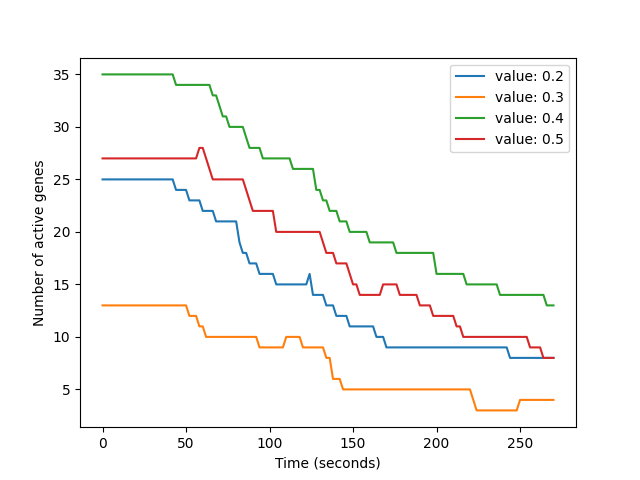 value: 0.2
value: 0.3
value: 0.4
value: 0.5
Number of active genes
35
30
25
20
15
10
5
0 50 100 150 200 250
Time (seconds)